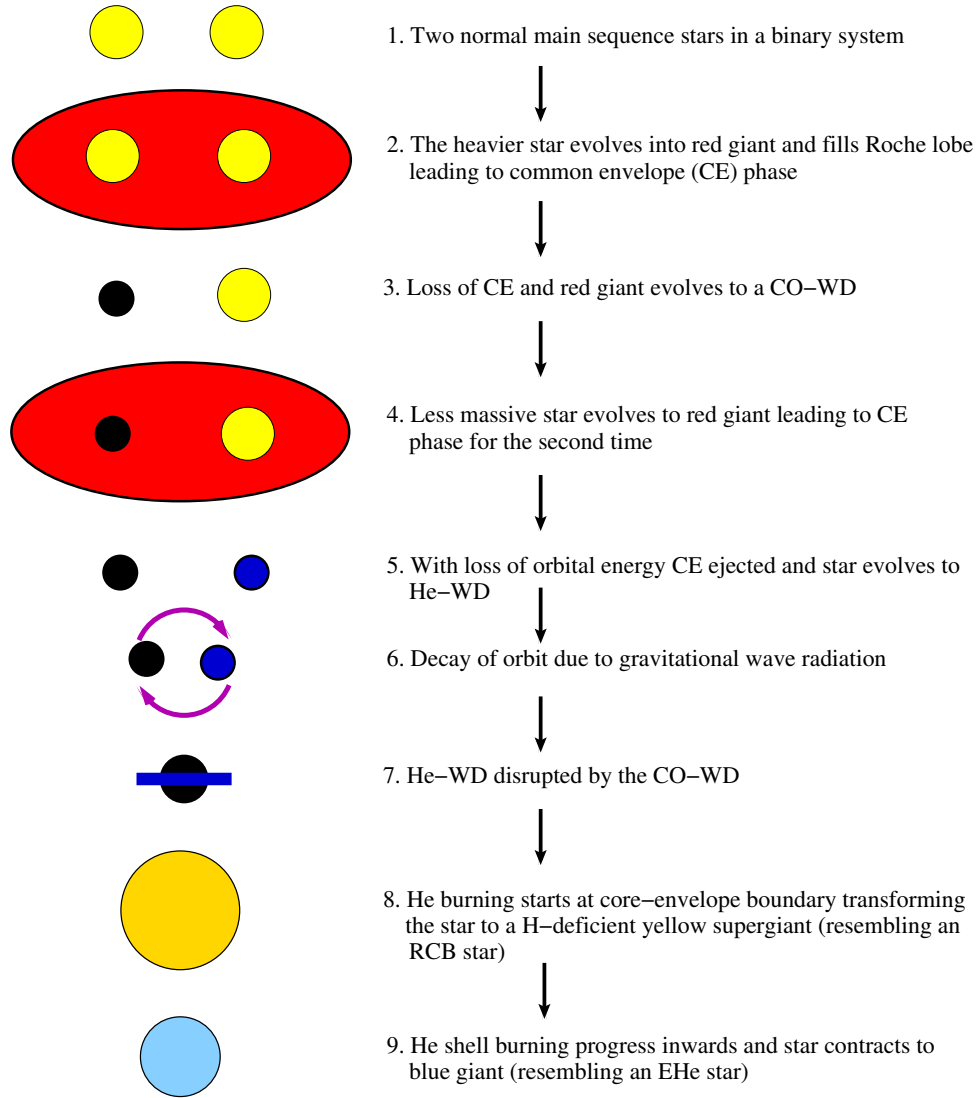 1. Two normal main sequence stars in a binary system
2. The heavier star evolves into red giant and fills Roche lobe
leading to common envelope (CE) phase
3. Loss of CE and red giant evolves to a CO−WD
4. Less massive star evolves to red giant leading to CE
phase for the second time
5. With loss of orbital energy CE ejected and star evolves to
He−WD
6. Decay of orbit due to gravitational wave radiation
7. He−WD disrupted by the CO−WD
8. He burning starts at core−envelope boundary transforming
the star to a H−deficient yellow supergiant (resembling an
RCB star)
9. He shell burning progress inwards and star contracts to
blue giant (resembling an EHe star)